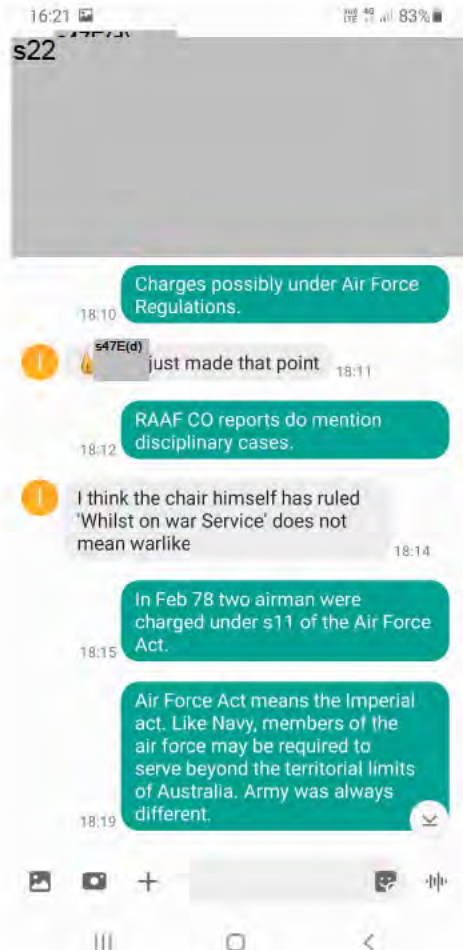 16:21 83%
s22
Charges possibly under Air Force
Regulations.
18:10
s47E(d)
just made that point 18:11
RAAF CO reports do mention
disciplinary cases.
18:12
I think the chair himself has ruled
'Whilst on war Service' does not
mean warlike
18:14
In Feb 78 two airman were
charged under s11 of the Air Force
Act.
18:15
Air Force Act means the Imperial
act. Like Navy, members of the
air force may be required to
serve beyond the territorial limits
of Australia. Army was always
different.
18:19